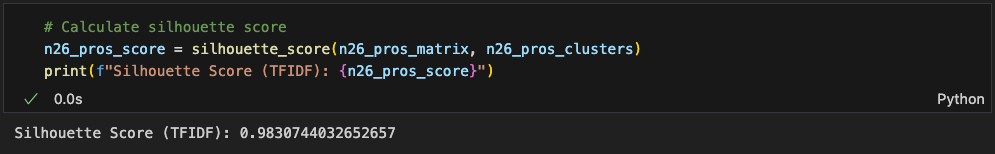 # Calculate silhouette score
n26_pros_score = silhouette_score(n26_pros_matrix, n26_pros_clusters)
print(f"Silhouette Score (TFIDF): {n26_pros_score}")
✓ 0.0s Python
Silhouette Score (TFIDF): 0.9830744032652657